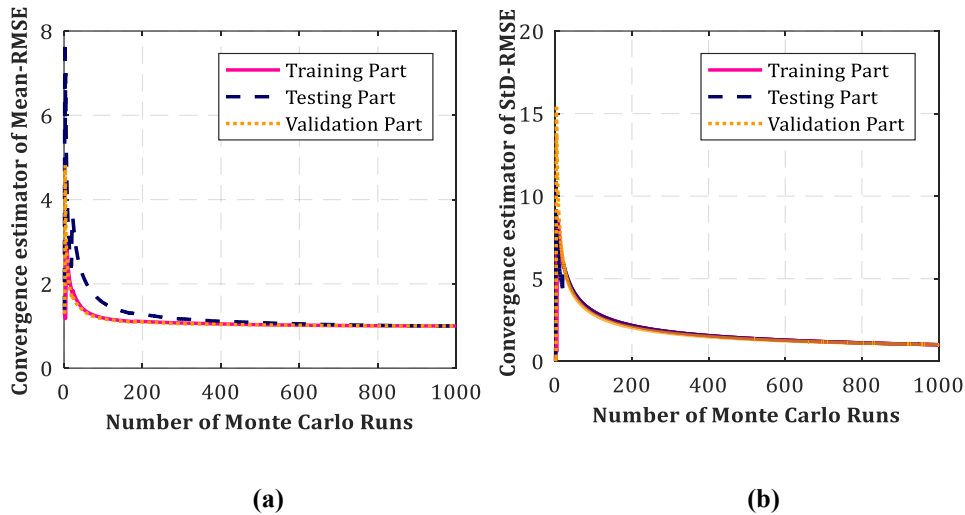 Convergence estimator of Mean-RMSE
8
6
4
2
0
Training Part
Testing Part
Validation Part
0 200 400 600 800 1000
Number of Monte Carlo Runs
(a)
Convergence estimator of StD-RMSE
20
15
10
5
0
Training Part
Testing Part
Validation Part
0 200 400 600 800 1000
Number of Monte Carlo Runs
(b)